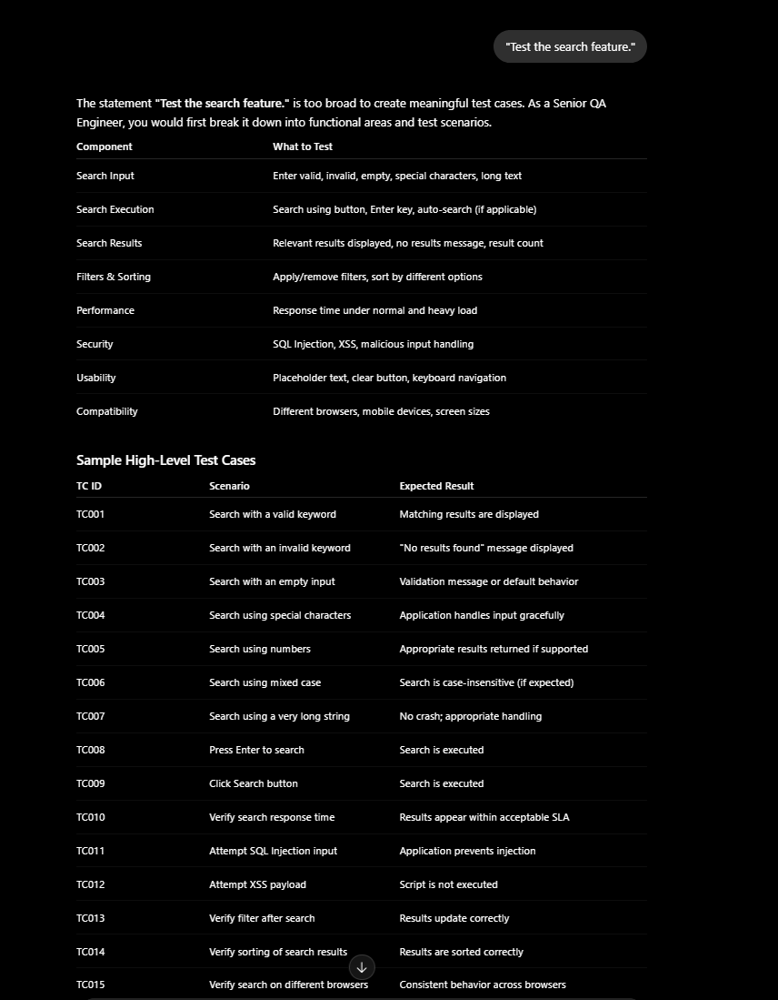 "Test the search feature."
The statement "Test the search feature." is too broad to create meaningful test cases. As a Senior QA
Engineer, you would first break it down into functional areas and test scenarios.
Component What to Test
Search Input Enter valid, invalid, empty, special characters, long text
Search Execution Search using button, Enter key, auto-search (if applicable)
Search Results Relevant results displayed, no results message, result count
Filters & Sorting Apply/remove filters, sort by different options
Performance Response time under normal and heavy load
Security SQL Injection, XSS, malicious input handling
Usability Placeholder text, clear button, keyboard navigation
Compatibility Different browsers, mobile devices, screen sizes
Sample High-Level Test Cases
TC ID Scenario Expected Result
TC001 Search with a valid keyword Matching results are displayed
TC002 Search with an invalid keyword "No results found" message displayed
TC003 Search with an empty input Validation message or default behavior
TC004 Search using special characters Application handles input gracefully
TC005 Search using numbers Appropriate results returned if supported
TC006 Search using mixed case Search is case-insensitive (if expected)
TC007 Search using a very long string No crash; appropriate handling
TC008 Press Enter to search Search is executed
TC009 Click Search button Search is executed
TC010 Verify search response time Results appear within acceptable SLA
TC011 Attempt SQL Injection input Application prevents injection
TC012 Attempt XSS payload Script is not executed
TC013 Verify filter after search Results update correctly
TC014 Verify sorting of search results Results are sorted correctly
TC015 Verify search on different browsers Consistent behavior across browsers